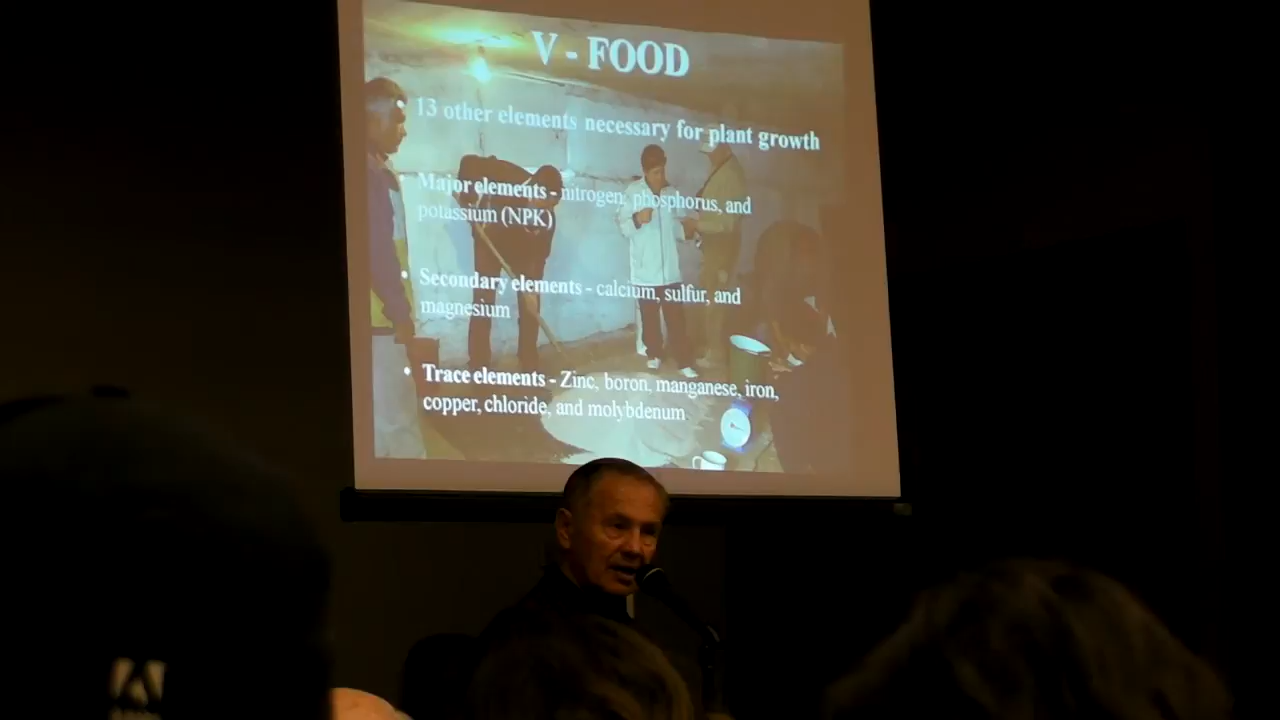 V - FOOD
• 13 other elements necessary for plant growth
• Major elements - nitrogen, phosphorus, and
potassium (NPK)
• Secondary elements - calcium, sulfur, and
magnesium
• Trace elements - Zinc, boron, manganese, iron,
copper, chloride, and molybdenum.